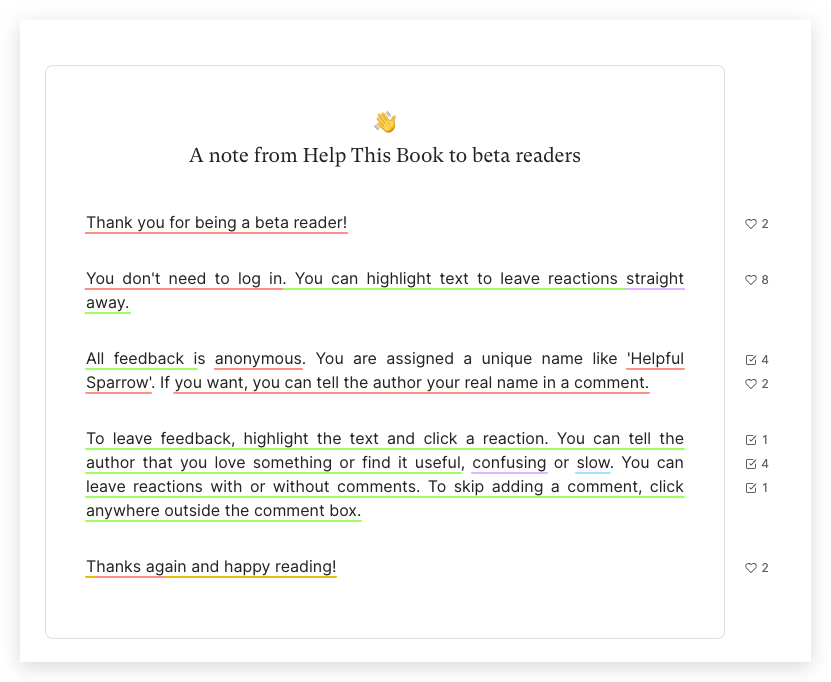 A note from Help This Book to beta readers
Thank you for being a beta reader!
2
You don't need to log in. You can highlight text to leave reactions straight
8
away.
All feedback is anonymous. You are assigned a unique name like 'Helpful
4
Sparrow'. If you want, you can tell the author your real name in a comment.
2
To leave feedback, highlight the text and click a reaction. You can tell the
1
author that you love something or find it useful, confusing or slow. You can
4
leave reactions with or without comments. To skip adding a comment, click
1
anywhere outside the comment box.
Thanks again and happy reading!
2